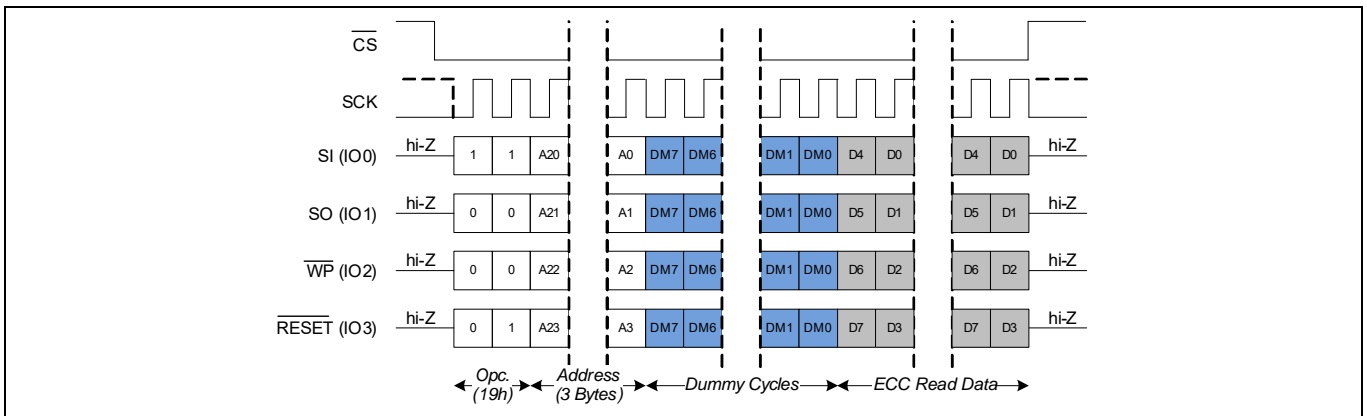 CS
SCK
SI (IO0) hi-Z 1 1 A20 A0 DM7 DM6 DM1 DM0 D4 D0 D4 D0 hi-Z
SO (IO1) hi-Z 0 0 A21 A1 DM7 DM6 DM1 DM0 D5 D1 D5 D1 hi-Z
WP (IO2) hi-Z 0 0 A22 A2 DM7 DM6 DM1 DM0 D6 D2 D6 D2 hi-Z
RESET (IO3) hi-Z 0 1 A23 A3 DM7 DM6 DM1 DM0 D7 D3 D7 D3 hi-Z
Opc. Address Dummy Cycles ECC Read Data
(19h) (3 Bytes)